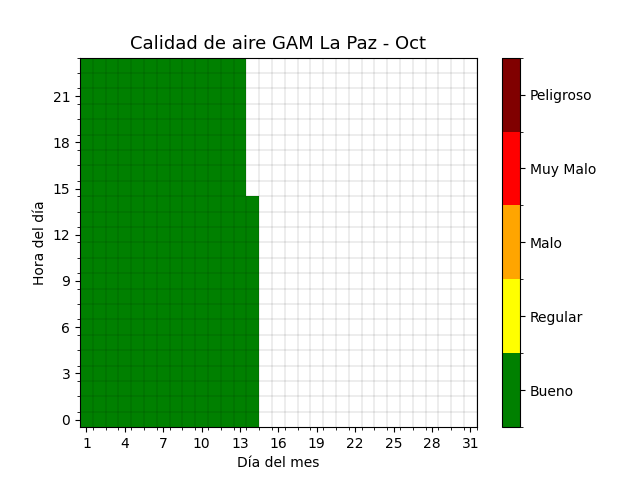 Calidad de aire GAM La Paz - Oct
Hora del día
21
18
15
12
9
6
3
0
1 4 7 10 13 16 19 22 25 28 31
Día del mes
Peligroso
Muy Malo
Malo
Regular
Bueno